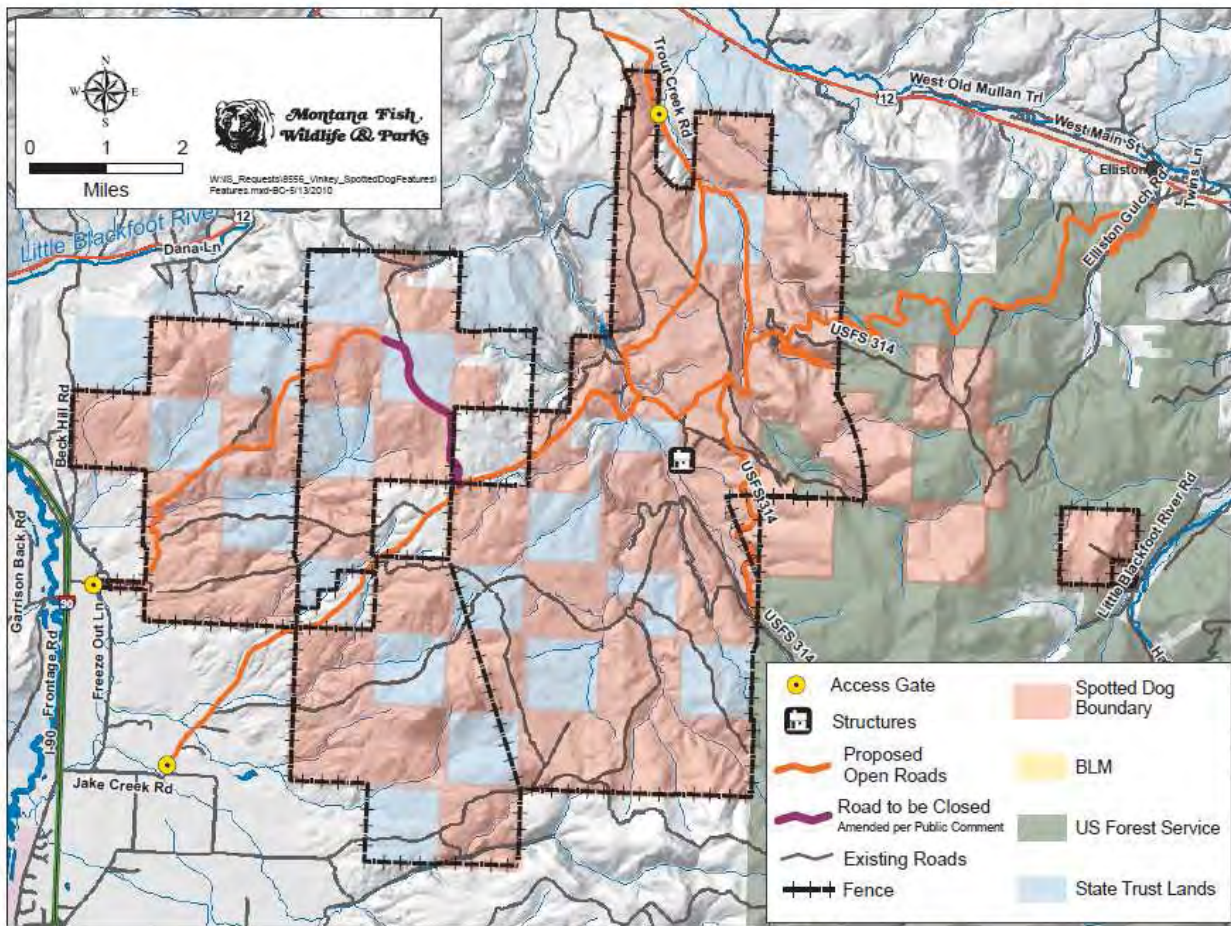 N
W
E
S
0 1 2
Miles
Montana Fish
Wildlife & Parks
W:\IS_Requests\8556_Vinkey_SpottedDogFeatures\
Features.mxd-BC-5/13/2010
Trout Creek Rd
12
West Old Mullan Trl
West Main St
Elliston
Twins Ln
Elliston Gulch Rd
Little Blackfoot River
12
Dana Ln
USFS 314
Beck Hill Rd
USFS 314
Little Blackfoot River Rd
Garrison Back Rd
90
I-90
Frontage Rd
Freeze Out Ln
USFS 314
Jake Creek Rd
Access Gate
Structures
Proposed
Open Roads
Road to be Closed
Amended per Public Comment
Existing Roads
Fence
Spotted Dog
Boundary
BLM
US Forest Service
State Trust Lands